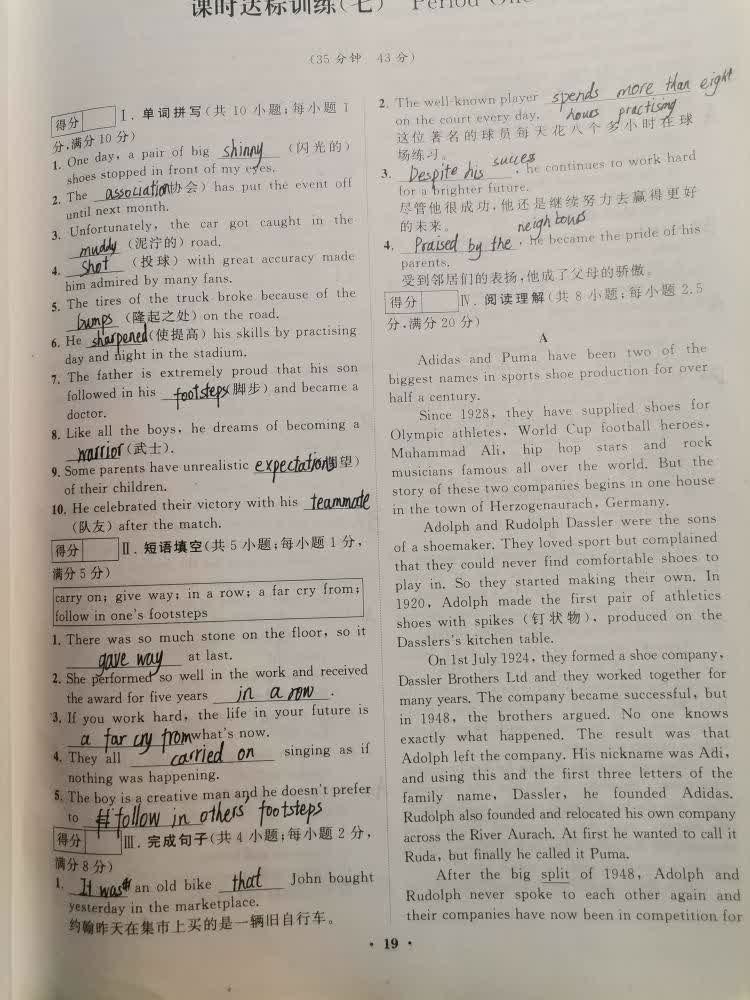 课时达标训练(七) Period One
(35分钟 43分)
得分 Ⅰ. 单词拼写(共10小题;每小题1
分,满分10分)
1. One day, a pair of big shinny (闪光的)
shoes stopped in front of my eyes.
2. The association(协会) has put the event off
until next month.
3. Unfortunately, the car got caught in the
muddy (泥泞的) road.
4. shot (投球) with great accuracy made
him admired by many fans.
5. The tires of the truck broke because of the
bumps (隆起之处) on the road.
6. He sharpened(使提高) his skills by practising
day and night in the stadium.
7. The father is extremely proud that his son
followed in his footsteps(脚步) and became a
doctor.
8. Like all the boys, he dreams of becoming a
warrior(武士).
9. Some parents have unrealistic expectations(期望)
of their children.
10. He celebrated their victory with his teammate
(队友) after the match.
得分 Ⅱ. 短语填空(共5小题;每小题1分,
满分5分)
carry on; give way; in a row; a far cry from;
follow in one's footsteps
1. There was so much stone on the floor, so it
gave way at last.
2. She performed so well in the work and received
the award for five years in a row.
3. If you work hard, the life in your future is
a far cry from what's now.
4. They all carried on singing as if
nothing was happening.
5. The boy is a creative man and he doesn't prefer
to follow in others' footsteps
得分 Ⅲ. 完成句子(共4小题;每小题2分,
满分8分)
1. It was an old bike that John bought
yesterday in the marketplace.
约翰昨天在集市上买的是一辆旧自行车。
2. The well-known player spends more than eight
hours practising
on the court every day.
这位著名的球员每天花八个多小时在球
场练习。
3. Despite his success, he continues to work hard
for a brighter future.
尽管他很成功,他还是继续努力去赢得更好
的未来。
neighbours
4. Praised by the, he became the pride of his
parents.
受到邻居们的表扬,他成了父母的骄傲。
得分 Ⅳ. 阅读理解(共8小题;每小题2.5
分,满分20分)
A
Adidas and Puma have been two of the
biggest names in sports shoe production for over
half a century.
Since 1928, they have supplied shoes for
Olympic athletes, World Cup football heroes,
Muhammad Ali, hip hop stars and rock
musicians famous all over the world. But the
story of these two companies begins in one house
in the town of Herzogenaurach, Germany.
Adolph and Rudolph Dassler were the sons
of a shoemaker. They loved sport but complained
that they could never find comfortable shoes to
play in. So they started making their own. In
1920, Adolph made the first pair of athletics
shoes with spikes (钉状物), produced on the
Dasslers's kitchen table.
On 1st July 1924, they formed a shoe company,
Dassler Brothers Ltd and they worked together for
many years. The company became successful, but
in 1948, the brothers argued. No one knows
exactly what happened. The result was that
Adolph left the company. His nickname was Adi,
and using this and the first three letters of the
family name, Dassler, he founded Adidas.
Rudolph also founded and relocated his own company
across the River Aurach. At first he wanted to call it
Ruda, but finally he called it Puma.
After the big split of 1948, Adolph and
Rudolph never spoke to each other again and
their companies have now been in competition for
· 19 ·